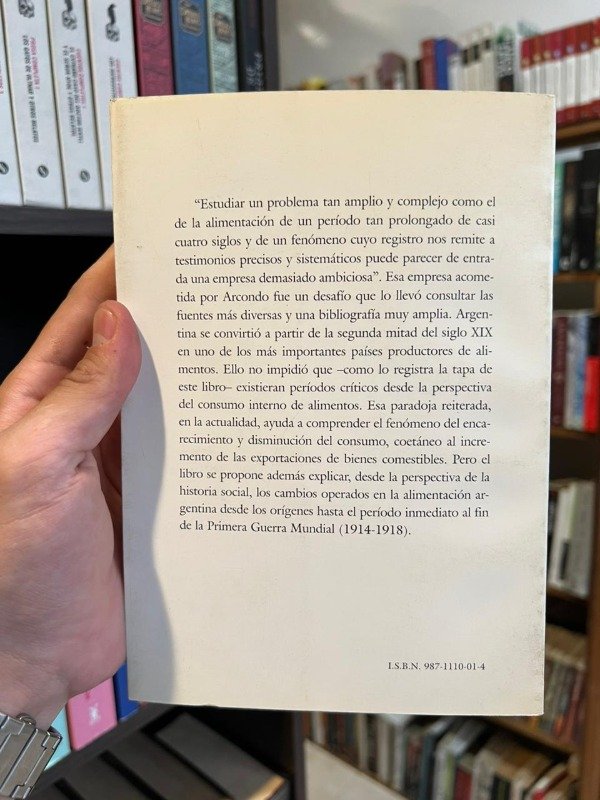 “Estudiar un problema tan amplio y complejo como el
de la alimentación de un período tan prolongado de casi
cuatro siglos y de un fenómeno cuyo registro nos remite a
testimonios precisos y sistemáticos puede parecer de entra-
da una empresa demasiado ambiciosa”. Esa empresa acome-
tida por Arcondo fue un desafío que lo llevó consultar las
fuentes más diversas y una bibliografía muy amplia. Argen-
tina se convirtió a partir de la segunda mitad del siglo XIX
en uno de los más importantes países productores de ali-
mentos. Ello no impidió que –como lo registra la tapa de
este libro– existieran períodos críticos desde la perspectiva
del consumo interno de alimentos. Esa paradoja reiterada,
en la actualidad, ayuda a comprender el fenómeno del enca-
recimiento y disminución del consumo, coetáneo al incre-
mento de las exportaciones de bienes comestibles. Pero el
libro se propone además explicar, desde la perspectiva de la
historia social, los cambios operados en la alimentación ar-
gentina desde los orígenes hasta el período inmediato al fin
de la Primera Guerra Mundial (1914-1918).
I.S.B.N. 987-1110-01-4